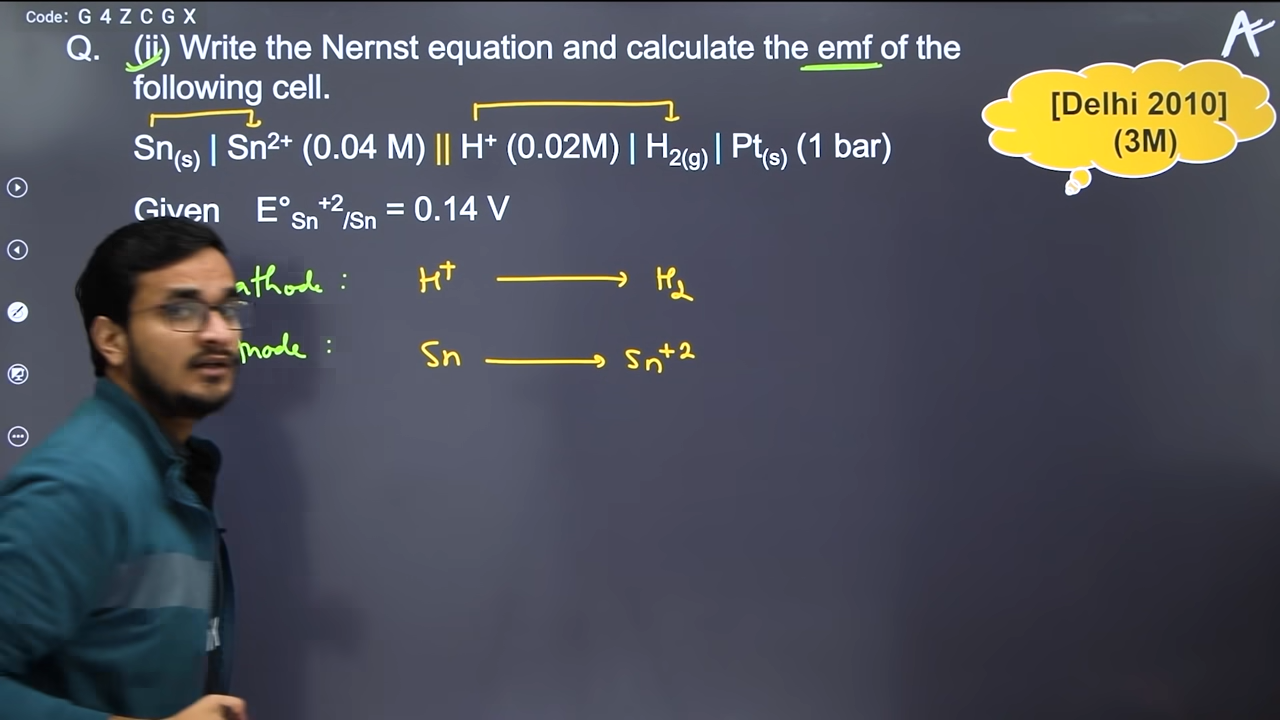 Code: G 4 Z C G X
Q. (ii) Write the Nernst equation and calculate the emf of the
following cell.
[Delhi 2010]
(3M)
Sn(s) | Sn²⁺ (0.04 M) || H⁺ (0.02M) | H₂(g) | Pt(s) (1 bar)
Given E°Sn⁺²/Sn = 0.14 V
H⁺ ⟶ H₂
Sn ⟶ Sn⁺²